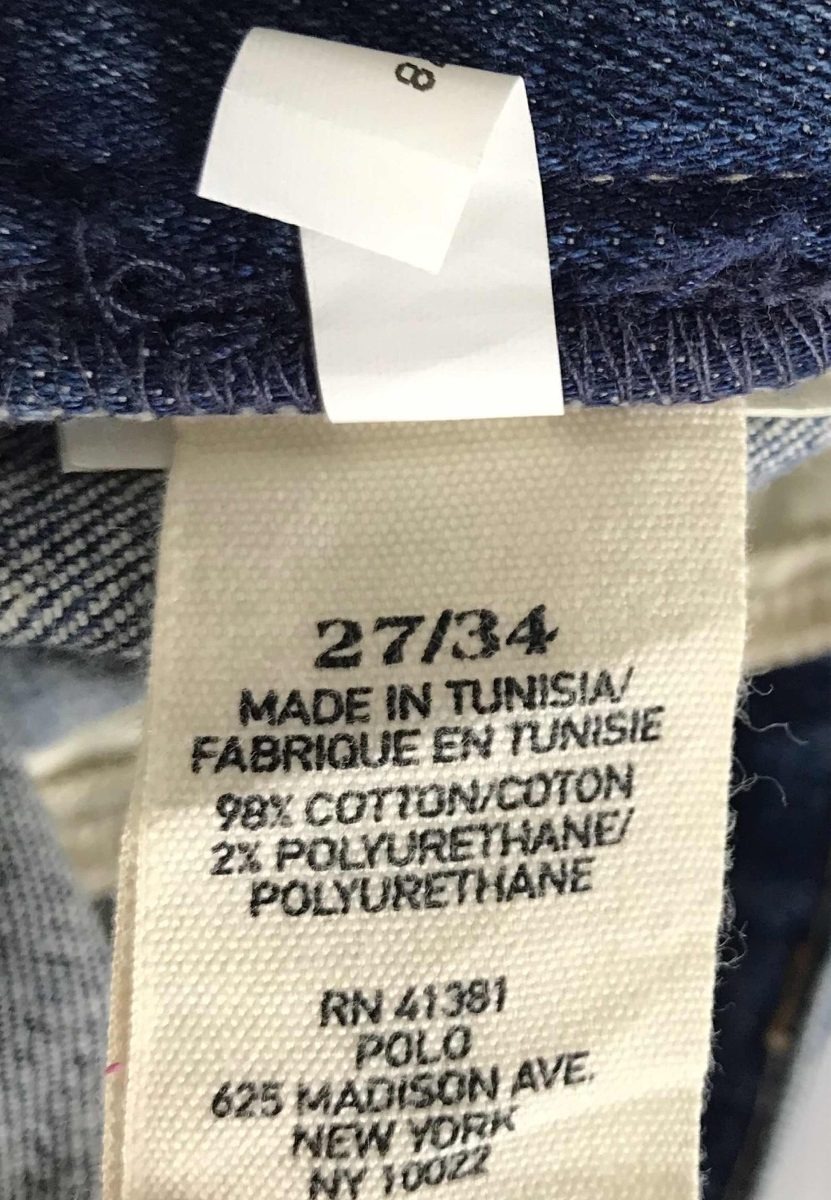 8
27/34
MADE IN TUNISIA/
FABRIQUE EN TUNISIE
98% COTTON/COTON
2% POLYURETHANE/
POLYURETHANE
RN 41381
POLO
625 MADISON AVE.
NEW YORK
NY 10022